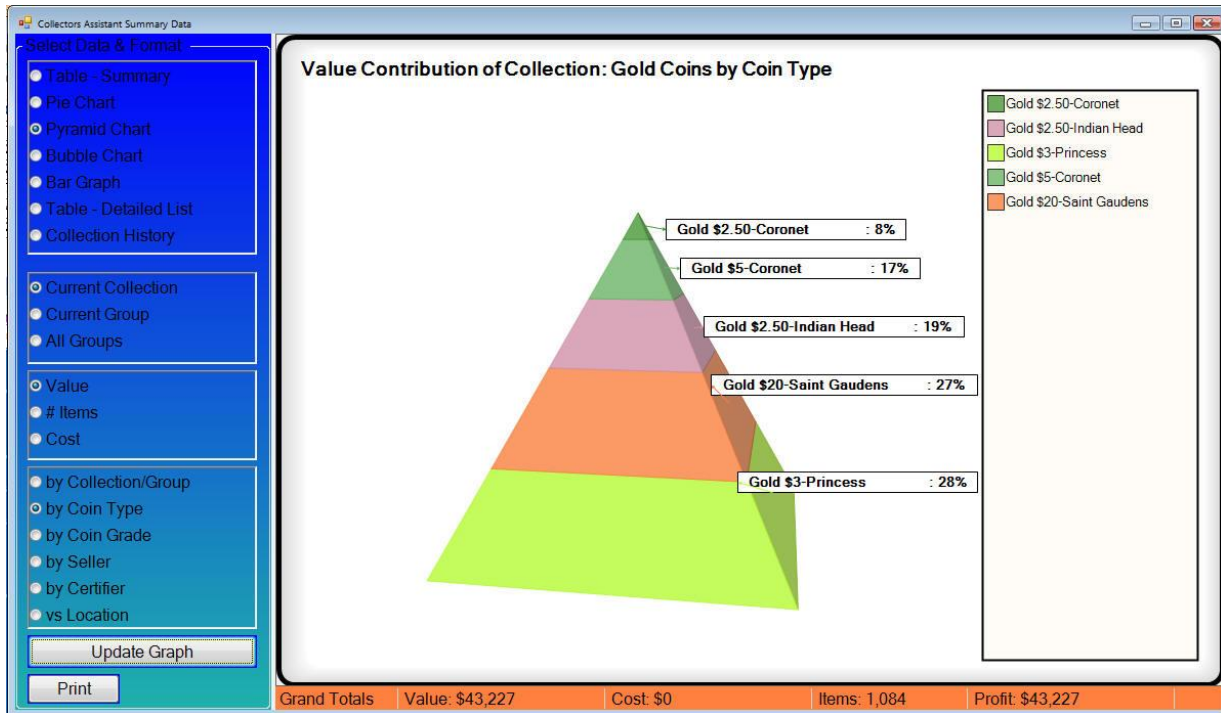 Collectors Assistant Summary Data
Select Data & Format
Table - Summary
Pie Chart
Pyramid Chart
Bubble Chart
Bar Graph
Table - Detailed List
Collection History
Current Collection
Current Group
All Groups
Value
# Items
Cost
by Collection/Group
by Coin Type
by Coin Grade
by Seller
by Certifier
vs Location
Update Graph
Print
Value Contribution of Collection: Gold Coins by Coin Type
Gold $2.50-Coronet : 8%
Gold $5-Coronet : 17%
Gold $2.50-Indian Head : 19%
Gold $20-Saint Gaudens : 27%
Gold $3-Princess : 28%
Gold $2.50-Coronet
Gold $2.50-Indian Head
Gold $3-Princess
Gold $5-Coronet
Gold $20-Saint Gaudens
Grand Totals Value: $43,227 Cost: $0 Items: 1,084 Profit: $43,227